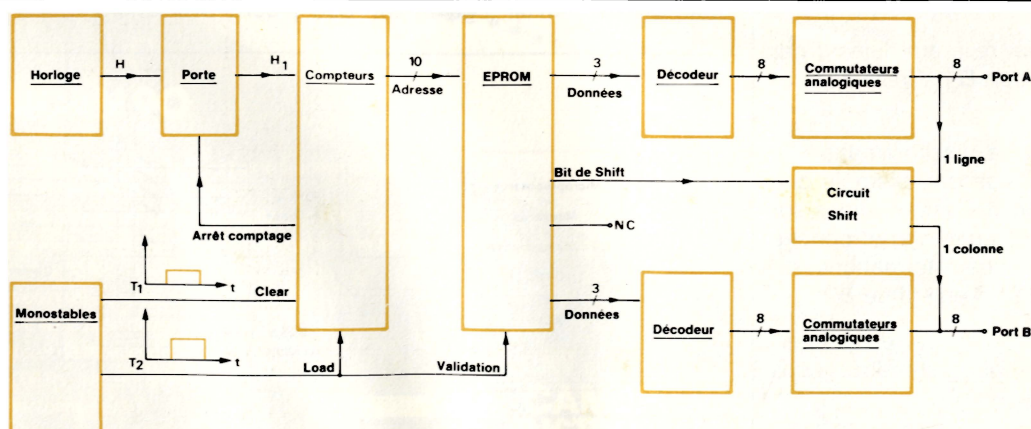 Horloge
H
Porte
H1
Compteurs
10
Adresse
EPROM
3
Données
Décodeur
8
Commutateurs
analogiques
8
Port A
1 ligne
Bit de Shift
Circuit
Shift
NC
Arrêt comptage
1 colonne
T1
t
Clear
Monostables
T2
t
Load
Validation
3
Données
Décodeur
8
Commutateurs
analogiques
8
Port B